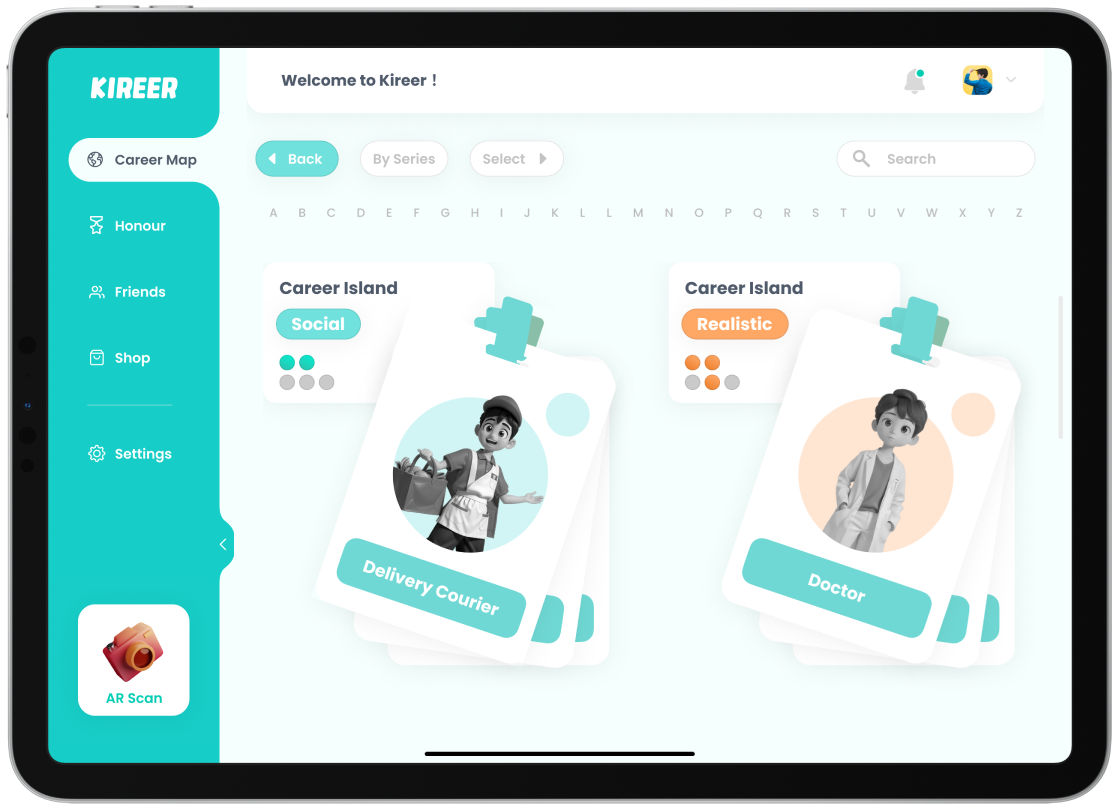 KIREER
Welcome to Kireer !
Career Map
Back
By Series
Select
Search
A B C D E F G H I J K L L M N O P Q R S T U V W X Y Z
Honour
Friends
Shop
Settings
AR Scan
Career Island
Social
Delivery Courier
Career Island
Realistic
Doctor